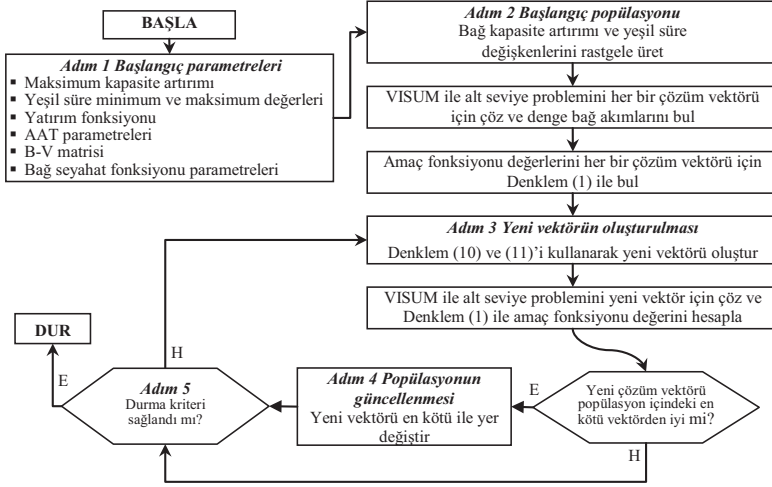 BAŞLA
Adım 1 Başlangıç parametreleri
▪ Maksimum kapasite artırımı
▪ Yeşil süre minimum ve maksimum değerleri
▪ Yatırım fonksiyonu
▪ AAT parametreleri
▪ B-V matrisi
▪ Bağ seyahat fonksiyonu parametreleri
Adım 2 Başlangıç popülasyonu
Bağ kapasite artırımı ve yeşil süre
değişkenlerini rastgele üret
VISUM ile alt seviye problemini her bir çözüm vektörü
için çöz ve denge bağ akımlarını bul
Amaç fonksiyonu değerlerini her bir çözüm vektörü için
Denklem (1) ile bul
Adım 3 Yeni vektörün oluşturulması
Denklem (10) ve (11)'i kullanarak yeni vektörü oluştur
VISUM ile alt seviye problemini yeni vektör için çöz ve
Denklem (1) ile amaç fonksiyonu değerini hesapla
Yeni çözüm vektörü
popülasyon içindeki en
kötü vektörden iyi mi?
E
H
Adım 4 Popülasyonun
güncellenmesi
Yeni vektörü en kötü ile yer
değiştir
Adım 5
Durma kriteri
sağlandı mı?
H
E
DUR